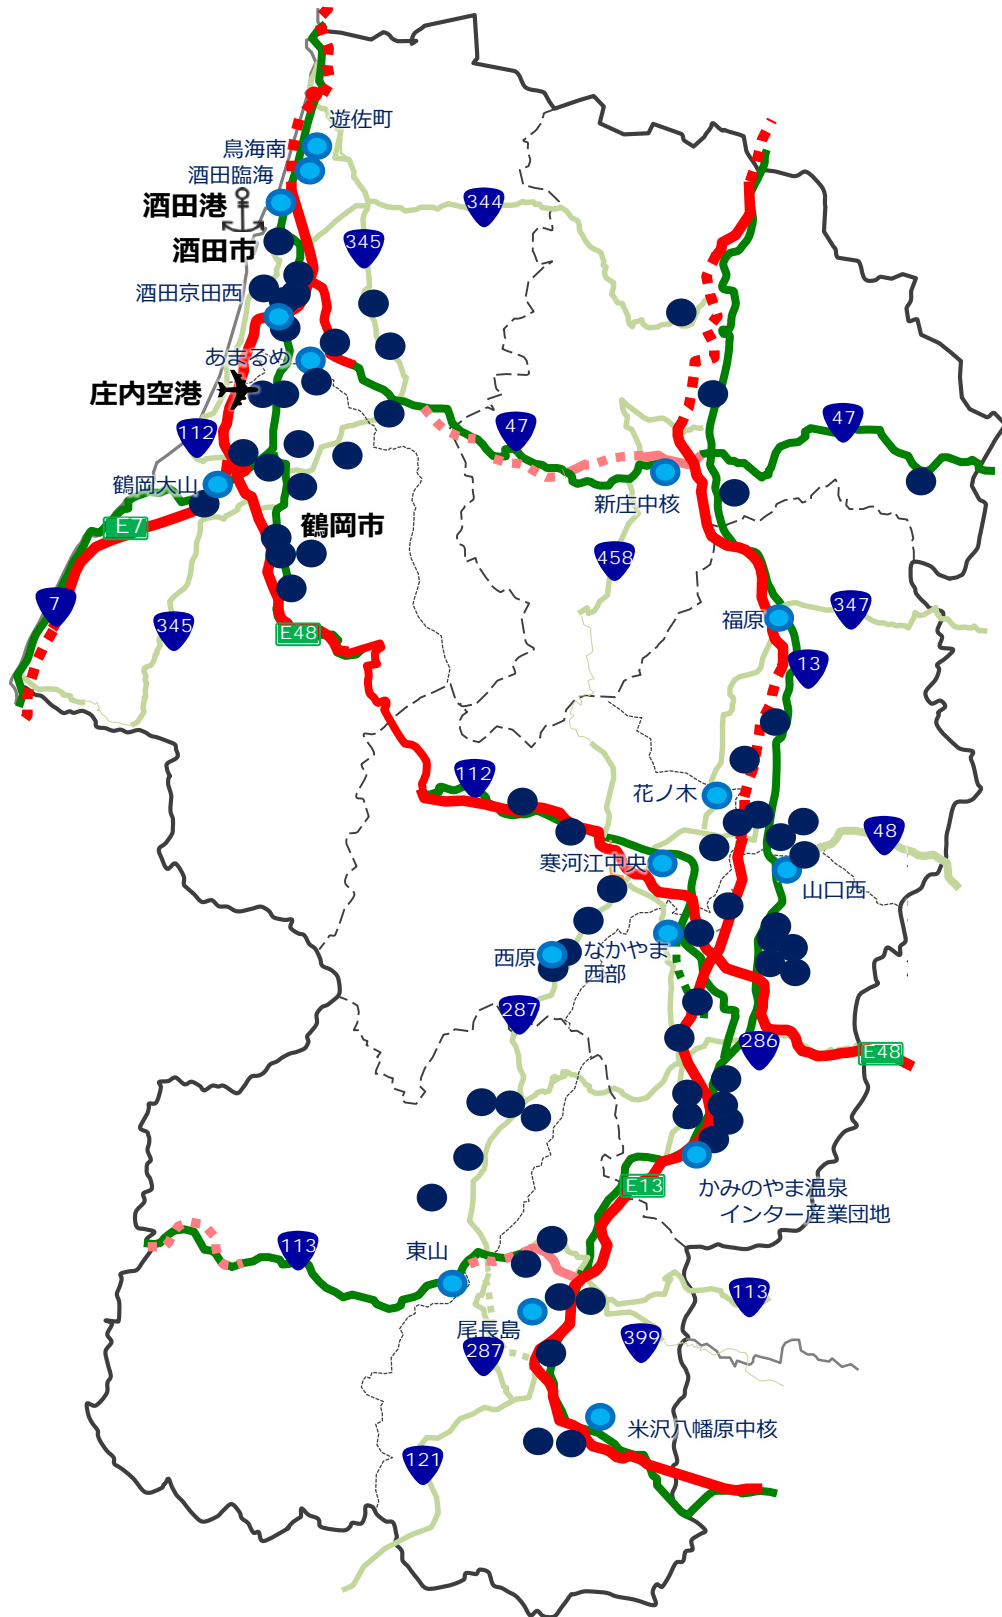 遊佐町
鳥海南
酒田臨海
酒田港
344
酒田市
345
酒田京田西
あまるめ
庄内空港
112
47
47
鶴岡大山
新庄中核
E7
鶴岡市
458
7
345
E48
福原
347
13
112
花ノ木
48
寒河江中央
山口西
西原
なかやま
西部
287
286
E48
E13
かみのやま温泉
インター産業団地
113
東山
113
尾長島
399
287
米沢八幡原中核
121